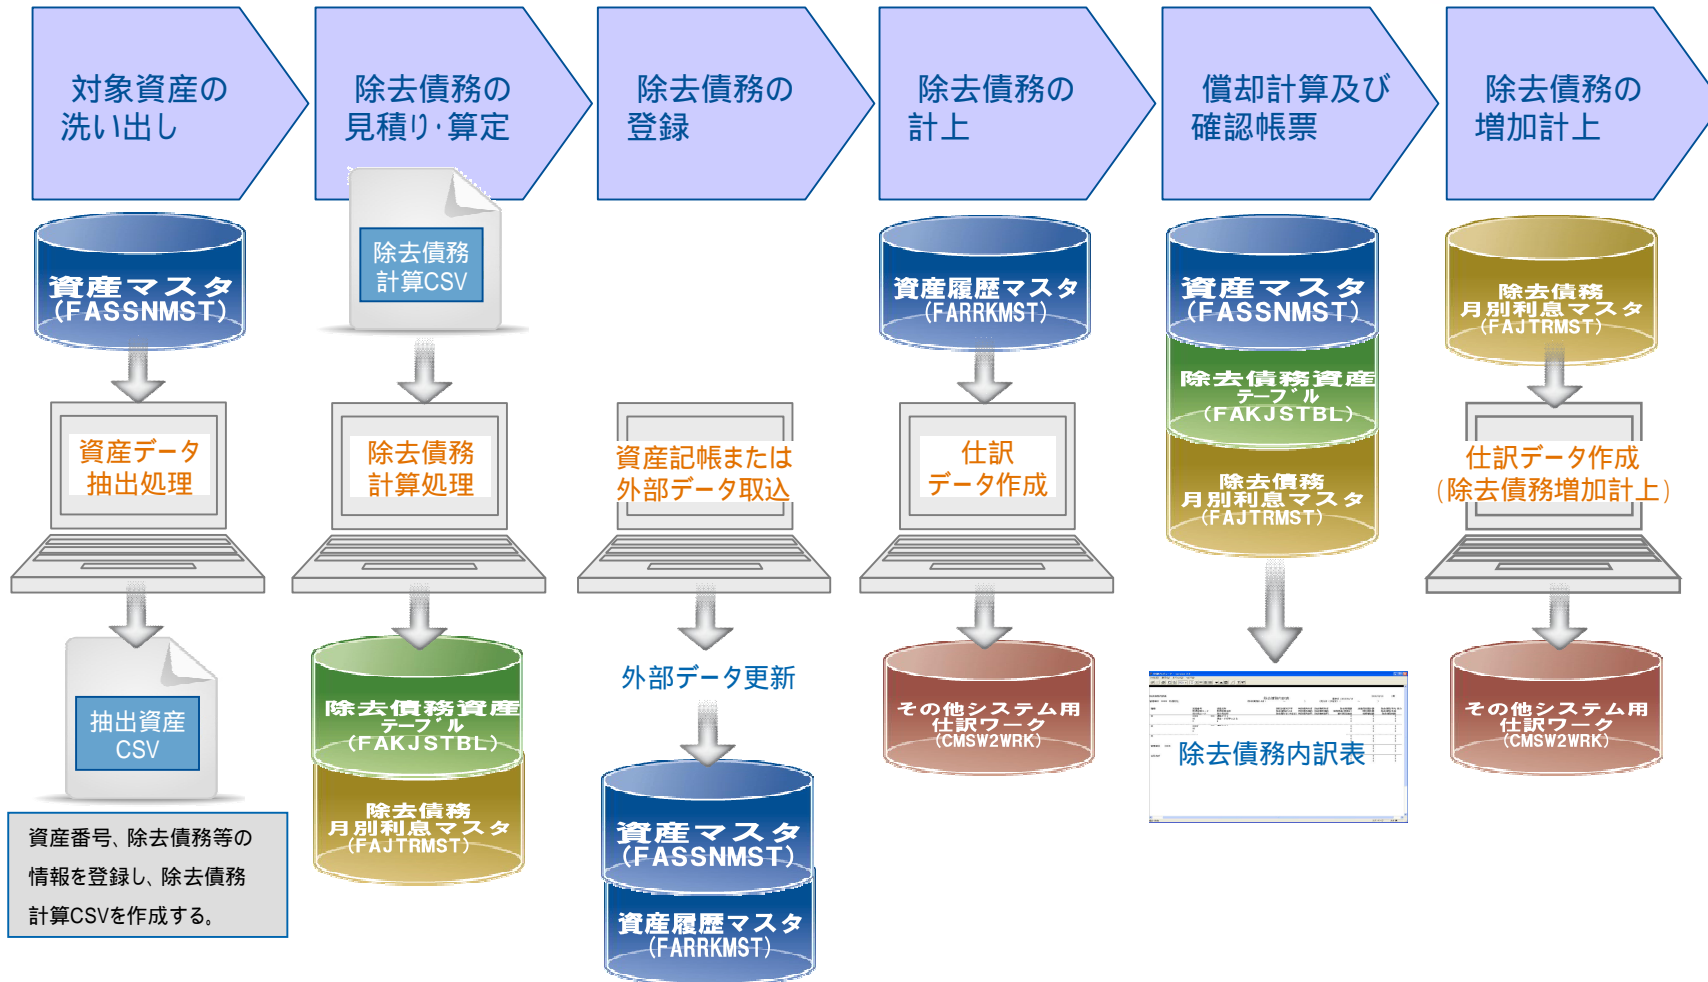 対象資産の
洗い出し
除去債務の
見積り・算定
除去債務の
登録
除去債務の
計上
償却計算及び
確認帳票
除去債務の
増加計上
資産マスタ
(FASSNMST)
資産データ
抽出処理
抽出資産
CSV
資産番号、除去債務等の
情報を登録し、除去債務
計算CSVを作成する。
除去債務
計算CSV
除去債務
計算処理
除去債務資産
テーブル
(FAKJSTBL)
除去債務
月別利息マスタ
(FAJTRMST)
資産記帳または
外部データ取込
外部データ更新
資産マスタ
(FASSNMST)
資産履歴マスタ
(FARRKMST)
資産履歴マスタ
(FARRKMST)
仕訳
データ作成
その他システム用
仕訳ワーク
(CMSW2WRK)
資産マスタ
(FASSNMST)
除去債務資産
テーブル
(FAKJSTBL)
除去債務
月別利息マスタ
(FAJTRMST)
除去債務内訳表
除去債務
月別利息マスタ
(FAJTRMST)
仕訳データ作成
(除去債務増加計上)
その他システム用
仕訳ワーク
(CMSW2WRK)